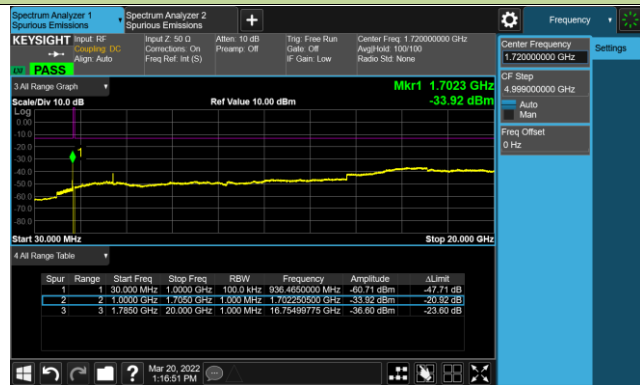 Spectrum Analyzer 1
Spurious Emissions
Spectrum Analyzer 2
Spurious Emissions
Frequency
KEYSIGHT
Input: RF
Coupling: DC
Align: Auto
Input Z: 50 Ω
Corrections: On
Freq Ref: Int (S)
Atten: 10 dB
Preamp: Off
Trig: Free Run
Gate: Off
IF Gain: Low
Center Freq: 1.720000000 GHz
Avg|Hold: 100/100
Radio Std: None
PASS
Center Frequency
1.720000000 GHz
Settings
CF Step
4.999000000 GHz
Auto
Man
Freq Offset
0 Hz
3 All Range Graph
Mkr1 1.7023 GHz
-33.92 dBm
Scale/Div 10.0 dB
Ref Value 10.00 dBm
Log
0.00
-10.0
-20.0
-30.0
-40.0
-50.0
-60.0
-70.0
-80.0
1
Start 30.000 MHz
Stop 20.000 GHz
4 All Range Table
Spur Range Start Freq Stop Freq RBW Frequency Amplitude ΔLimit
1 1 30.000 MHz 1.0000 GHz 100.0 kHz 936.4650000 MHz -60.71 dBm -47.71 dB
2 2 1.0000 GHz 1.7050 GHz 1.000 MHz 1.702250500 GHz -33.92 dBm -20.92 dB
3 3 1.7850 GHz 20.000 GHz 1.000 MHz 16.75499775 GHz -36.60 dBm -23.60 dB
Mar 20, 2022
1:16:51 PM